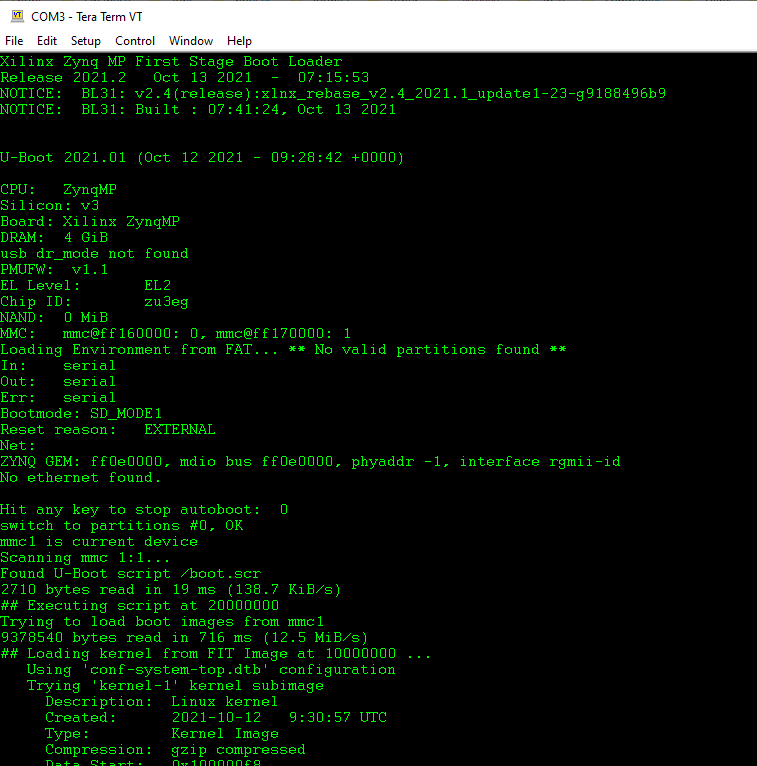 COM3 - Tera Term VT
File Edit Setup Control Window Help
Xilinx Zynq MP First Stage Boot Loader
Release 2021.2   Oct 13 2021  -  07:15:53
NOTICE:  BL31: v2.4(release):xlnx_rebase_v2.4_2021.1_update1-23-g9188496b9
NOTICE:  BL31: Built : 07:41:24, Oct 13 2021
U-Boot 2021.01 (Oct 12 2021 - 09:28:42 +0000)
CPU:   ZynqMP
Silicon: v3
Board: Xilinx ZynqMP
DRAM:  4 GiB
usb dr_mode not found
PMUFW:  v1.1
EL Level:       EL2
Chip ID:        zu3eg
NAND:  0 MiB
MMC:   mmc@ff160000: 0, mmc@ff170000: 1
Loading Environment from FAT... ** No valid partitions found **
In:    serial
Out:   serial
Err:   serial
Bootmode: SD_MODE1
Reset reason:   EXTERNAL
Net:
ZYNQ GEM: ff0e0000, mdio bus ff0e0000, phyaddr -1, interface rgmii-id
No ethernet found.
Hit any key to stop autoboot:  0
switch to partitions #0, OK
mmc1 is current device
Scanning mmc 1:1...
Found U-Boot script /boot.scr
2710 bytes read in 19 ms (138.7 KiB/s)
## Executing script at 20000000
Trying to load boot images from mmc1
9378540 bytes read in 716 ms (12.5 MiB/s)
## Loading kernel from FIT Image at 10000000 ...
   Using 'conf-system-top.dtb' configuration
   Trying 'kernel-1' kernel subimage
     Description:  Linux kernel
     Created:      2021-10-12   9:30:57 UTC
     Type:         Kernel Image
     Compression:  gzip compressed
     Data Start:   0x100000f8